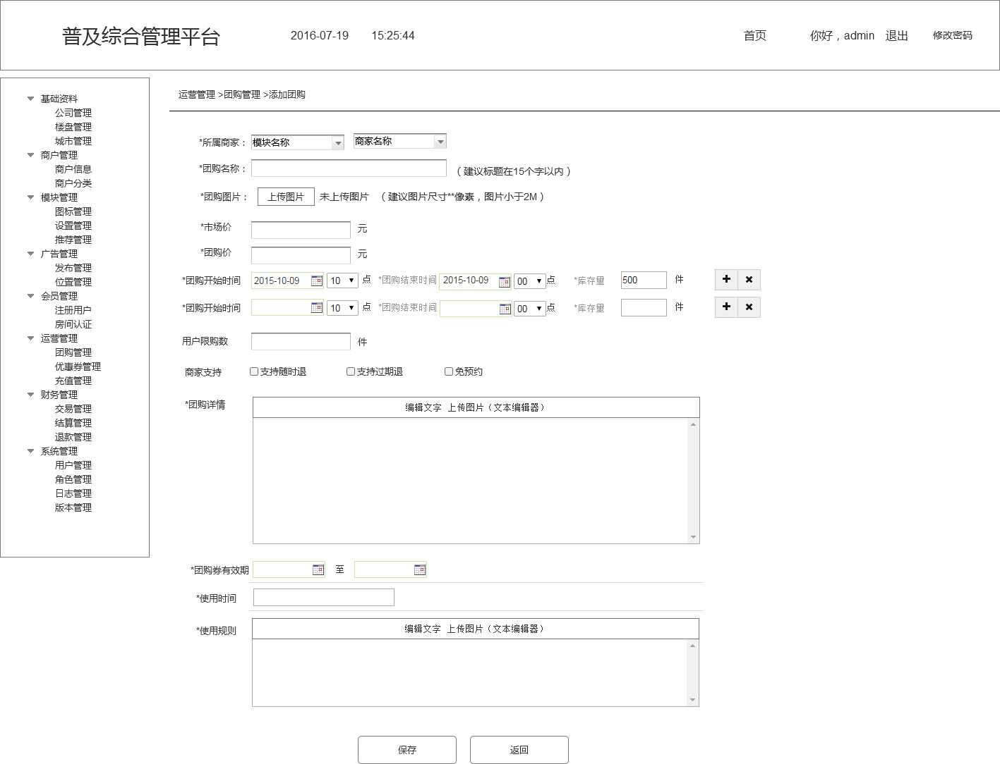 普及综合管理平台 2016-07-19 15:25:44 首页 你好，admin 退出 修改密码
基础资料
公司管理
楼盘管理
城市管理
商户管理
商户信息
商户分类
模块管理
图标管理
设置管理
推荐管理
广告管理
发布管理
位置管理
会员管理
注册用户
房间认证
运营管理
团购管理
优惠券管理
充值管理
财务管理
交易管理
结算管理
退款管理
系统管理
用户管理
角色管理
日志管理
版本管理
运营管理 >团购管理 >添加团购
*所属商家： 模块名称 商家名称
*团购名称： （建议标题在15个字以内）
*团购图片： 上传图片 未上传图片 （建议图片尺寸**像素，图片小于2M）
*市场价 元
*团购价 元
*团购开始时间 2015-10-09 10 点 *团购结束时间 2015-10-09 00 点 *库存量 500 件
*团购开始时间 10 点 *团购结束时间 00 点 *库存量 件
用户限购数 件
商家支持 支持随时退 支持过期退 免预约
*团购详情 编辑文字 上传图片（文本编辑器）
*团购券有效期 至
*使用时间
*使用规则 编辑文字 上传图片（文本编辑器）
保存 返回